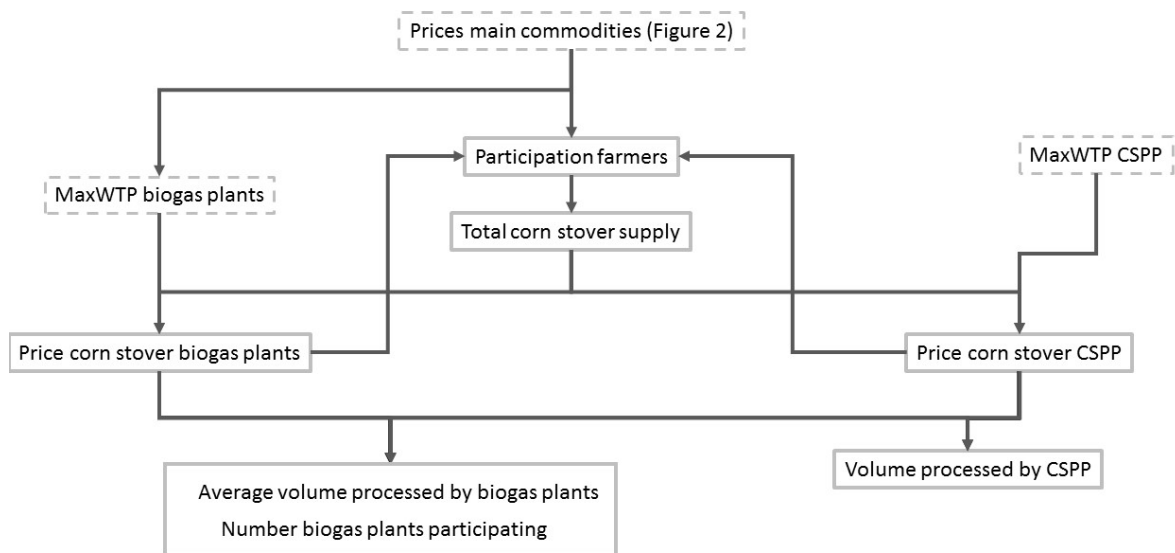 Prices main commodities (Figure 2)
Participation farmers
MaxWTP CSPP
MaxWTP biogas plants
Total corn stover supply
Price corn stover biogas plants
Price corn stover CSPP
Volume processed by CSPP
Average volume processed by biogas plants
Number biogas plants participating